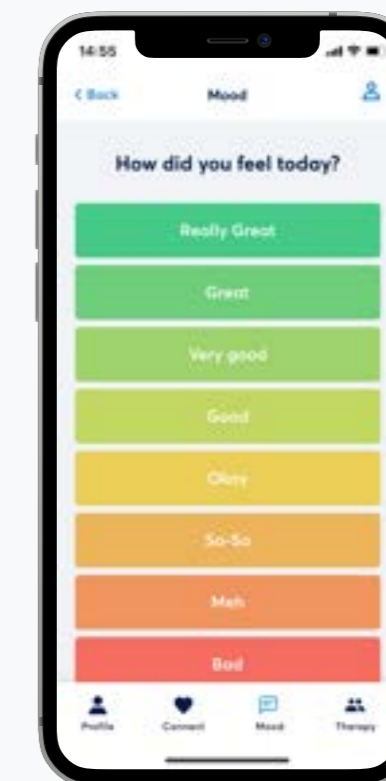 14:55
< Back
Mood
How did you feel today?
Really Great
Great
Very good
Good
Okay
So-So
Meh
Bad
Profile
Connect
Mood
Therapy